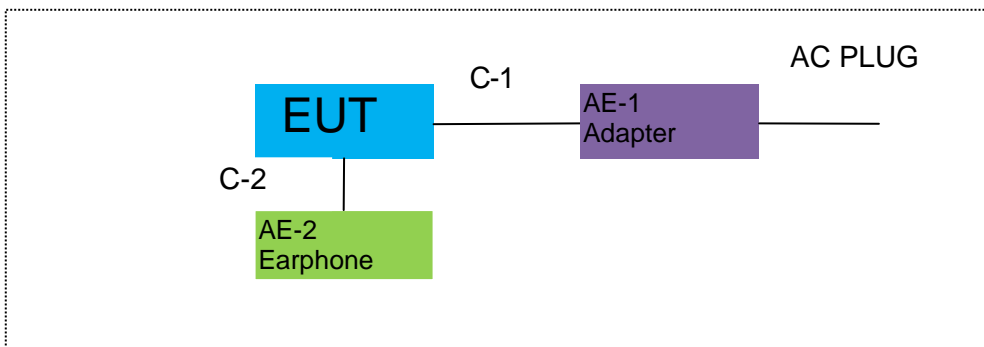 AC PLUG
C-1
EUT
AE-1
Adapter
C-2
AE-2
Earphone